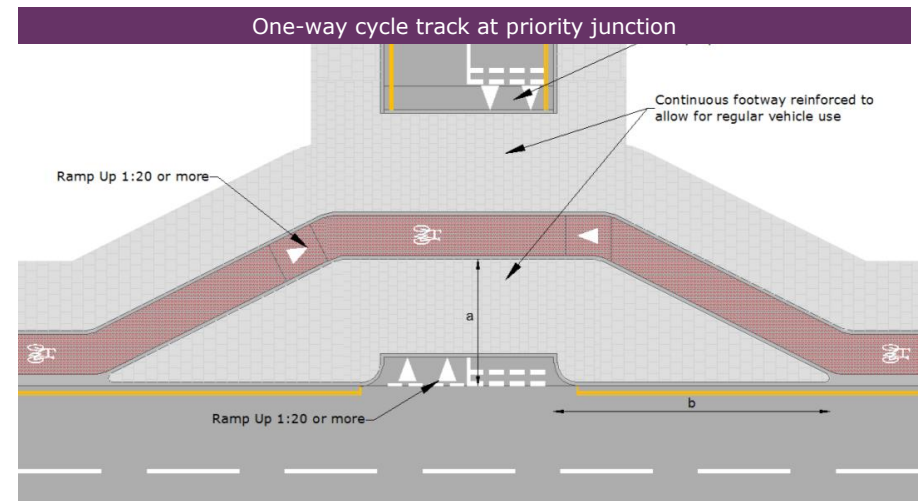 One-way cycle track at priority junction
Continuous footway reinforced to
allow for regular vehicle use
Ramp Up 1:20 or more
a
b
Ramp Up 1:20 or more